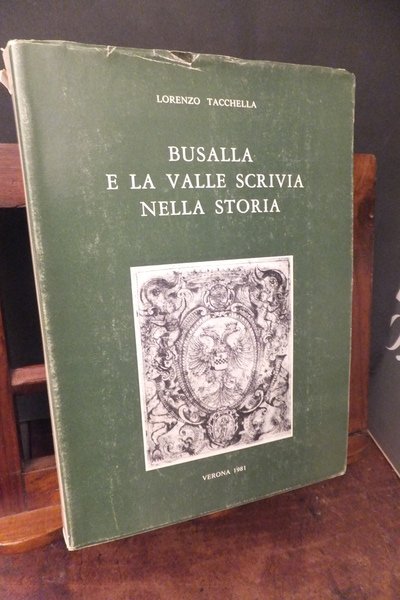 LORENZO TACCHELLA
BUSALLA
E LA VALLE SCRIVIA
NELLA STORIA
VERONA 1981